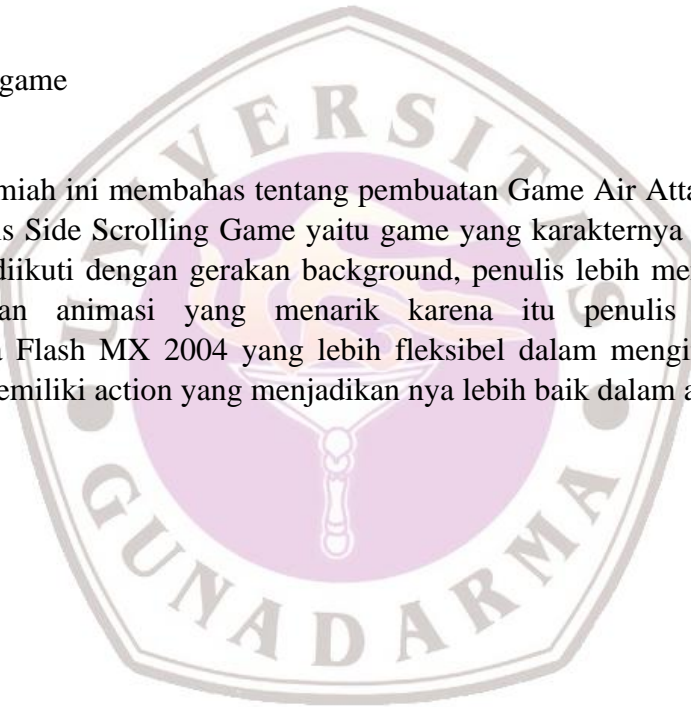 game
miah ini membahas tentang pembuatan Game Air Atta
s Side Scrolling Game yaitu game yang karakternya
diikuti dengan gerakan background, penulis lebih me
an animasi yang menarik karena itu penulis
a Flash MX 2004 yang lebih fleksibel dalam mengi
emiliki action yang menjadikan nya lebih baik dalam a
UNIVERSITAS
GUNADARMA